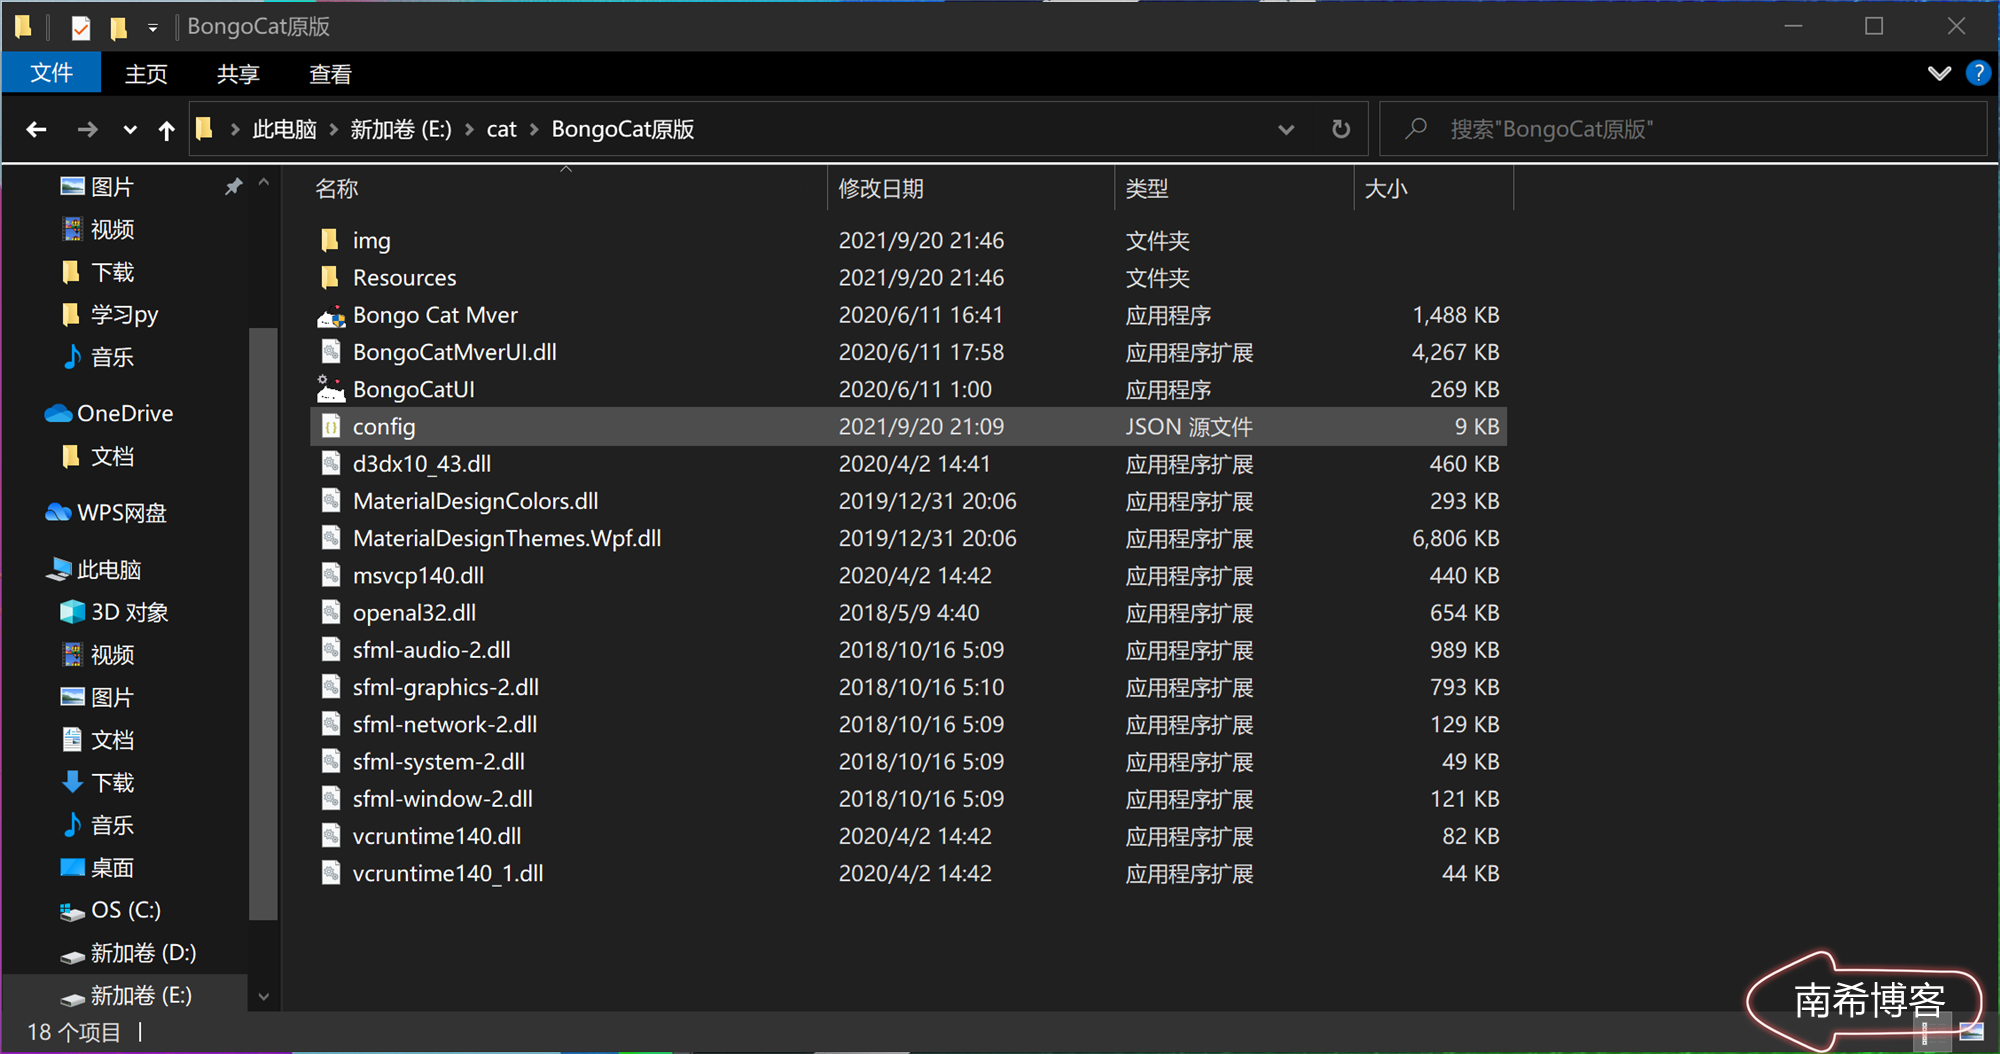 BongoCat原版
文件 主页 共享 查看
此电脑 新加卷 (E:) cat BongoCat原版 搜索"BongoCat原版"
图片
视频
下载
学习py
音乐
OneDrive
文档
WPS网盘
此电脑
3D 对象
视频
图片
文档
下载
音乐
桌面
OS (C:)
新加卷 (D:)
新加卷 (E:)
名称 修改日期 类型 大小
img 2021/9/20 21:46 文件夹
Resources 2021/9/20 21:46 文件夹
Bongo Cat Mver 2020/6/11 16:41 应用程序 1,488 KB
BongoCatMverUI.dll 2020/6/11 17:58 应用程序扩展 4,267 KB
BongoCatUI 2020/6/11 1:00 应用程序 269 KB
config 2021/9/20 21:09 JSON 源文件 9 KB
d3dx10_43.dll 2020/4/2 14:41 应用程序扩展 460 KB
MaterialDesignColors.dll 2019/12/31 20:06 应用程序扩展 293 KB
MaterialDesignThemes.Wpf.dll 2019/12/31 20:06 应用程序扩展 6,806 KB
msvcp140.dll 2020/4/2 14:42 应用程序扩展 440 KB
openal32.dll 2018/5/9 4:40 应用程序扩展 654 KB
sfml-audio-2.dll 2018/10/16 5:09 应用程序扩展 989 KB
sfml-graphics-2.dll 2018/10/16 5:10 应用程序扩展 793 KB
sfml-network-2.dll 2018/10/16 5:09 应用程序扩展 129 KB
sfml-system-2.dll 2018/10/16 5:09 应用程序扩展 49 KB
sfml-window-2.dll 2018/10/16 5:09 应用程序扩展 121 KB
vcruntime140.dll 2020/4/2 14:42 应用程序扩展 82 KB
vcruntime140_1.dll 2020/4/2 14:42 应用程序扩展 44 KB
南希博客
18 个项目